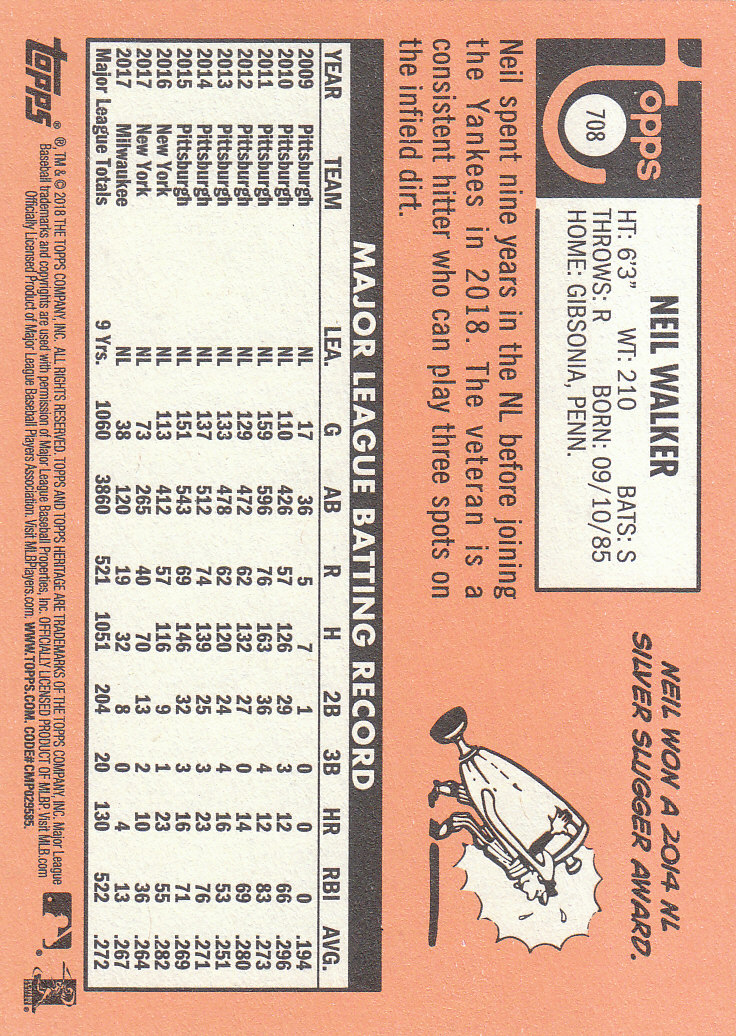 topps
708
NEIL WALKER
HT: 6'3" WT: 210 BATS: S
THROWS: R BORN: 09/10/85
HOME: GIBSONIA, PENN.
Neil spent nine years in the NL before joining
the Yankees in 2018. The veteran is a
consistent hitter who can play three spots on
the infield dirt.
NEIL WON A 2014 NL
SILVER SLUGGER AWARD.
MAJOR LEAGUE BATTING RECORD
YEAR TEAM LEA. G AB R H 2B 3B HR RBI AVG.
2009 Pittsburgh NL 17 36 5 7 1 0 0 0 .194
2010 Pittsburgh NL 110 426 57 126 29 3 12 66 .296
2011 Pittsburgh NL 159 596 76 163 36 4 12 83 .273
2012 Pittsburgh NL 129 472 62 132 27 0 14 69 .280
2013 Pittsburgh NL 133 478 62 120 24 4 16 53 .251
2014 Pittsburgh NL 137 512 74 139 25 3 23 76 .271
2015 Pittsburgh NL 151 543 69 146 32 3 16 71 .269
2016 New York NL 113 412 57 116 9 1 23 55 .282
2017 New York NL 73 265 40 70 13 2 10 36 .264
2017 Milwaukee NL 38 120 19 32 8 0 4 13 .267
Major League Totals 9 Yrs. 1060 3860 521 1051 204 20 130 522 .272
topps®
®, TM & © 2018 THE TOPPS COMPANY, INC. ALL RIGHTS RESERVED. TOPPS AND TOPPS HERITAGE ARE TRADEMARKS OF THE TOPPS COMPANY, INC. Major League
Baseball trademarks and copyrights are used with permission of Major League Baseball Properties, Inc. OFFICIALLY LICENSED PRODUCT OF MLBP. Visit MLB.com
Officially Licensed Product of Major League Baseball Players Association. Visit MLBPlayers.com. WWW.TOPPS.COM. CODE#CMP029585.